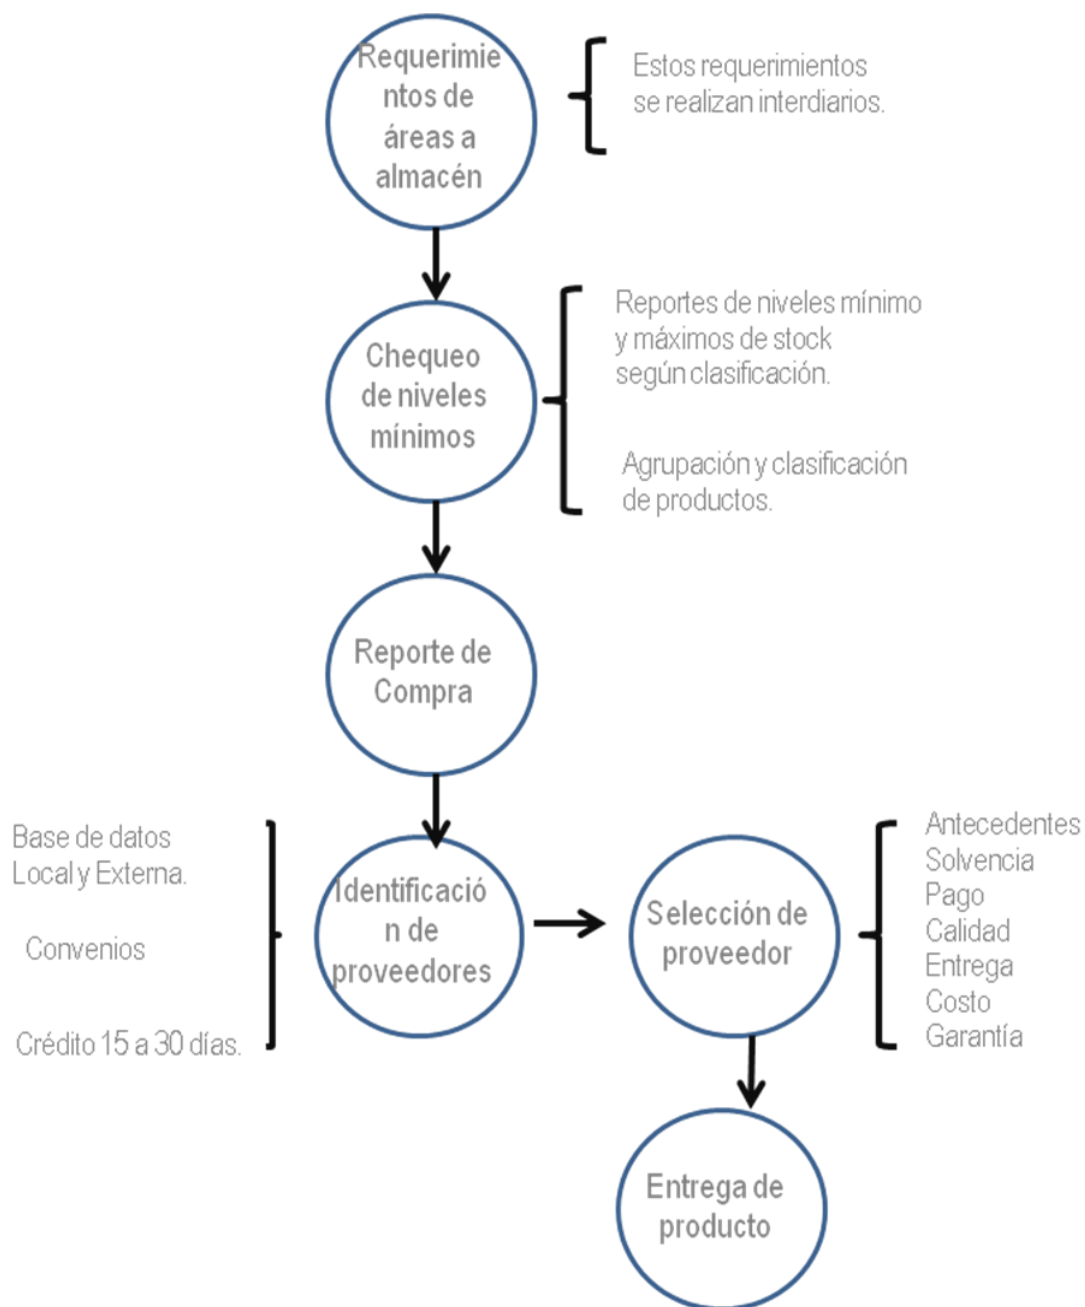 Requerimie
ntos de
áreas a
almacén
Estos requerimientos
se realizan interdiarios.
Chequeo
de niveles
mínimos
Reportes de niveles mínimo
y máximos de stock
según clasificación.
Agrupación y clasificación
de productos.
Reporte de
Compra
Base de datos
Local y Externa.
Convenios
Crédito 15 a 30 días.
Identificació
n de
proveedores
Selección de
proveedor
Antecedentes
Solvencia
Pago
Calidad
Entrega
Costo
Garantía
Entrega de
producto